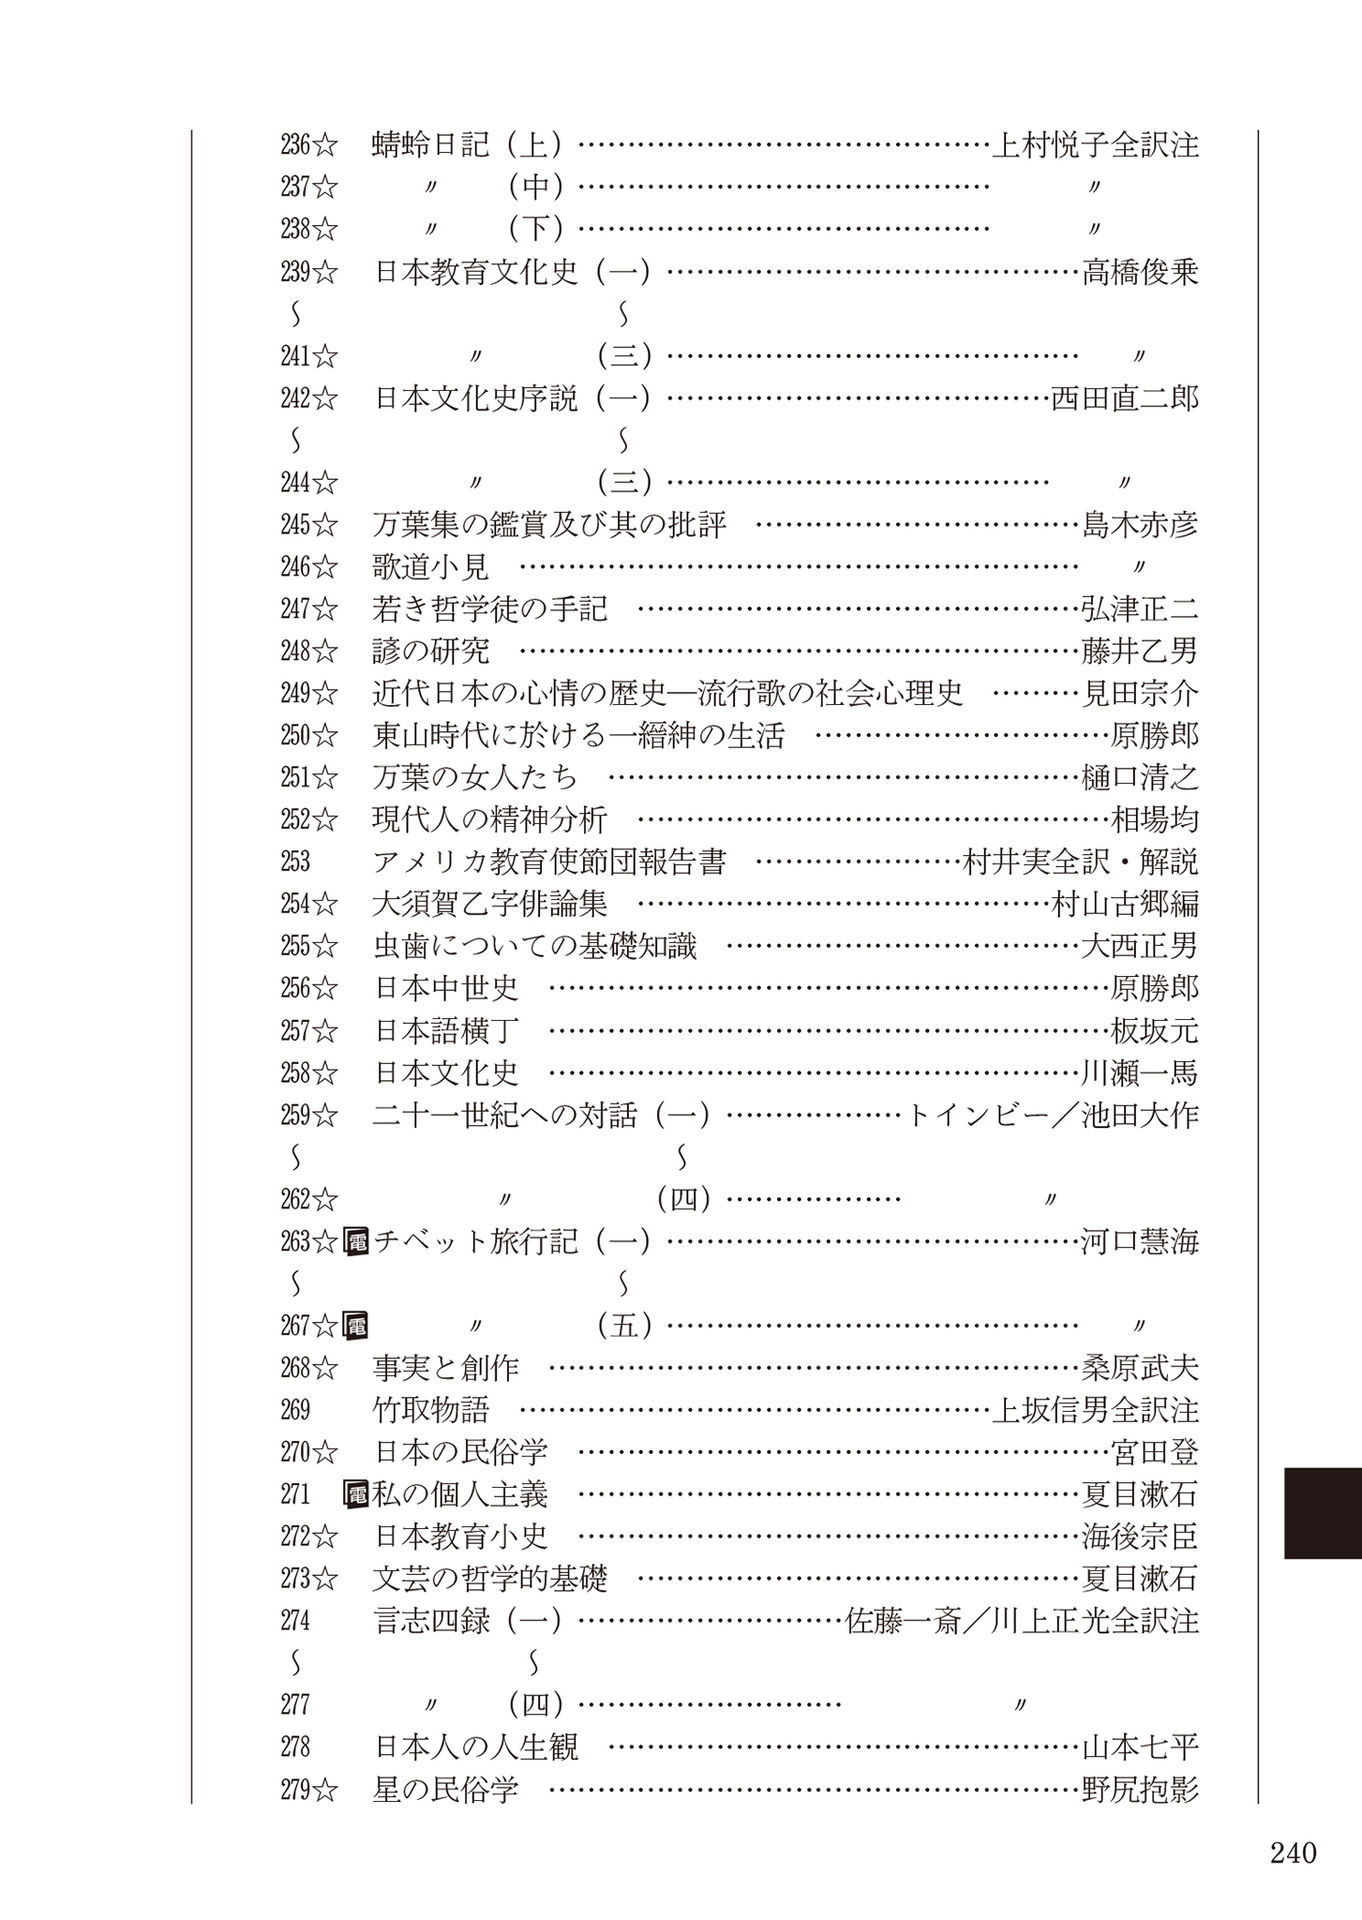 236☆　蜻蛉日記（上）…………………………………上村悦子全訳注
237☆　〃　（中）…………………………………　〃
238☆　〃　（下）…………………………………　〃
239☆　日本教育文化史（一）…………………………………高橋俊乗
〜　〜
241☆　〃　（三）…………………………………　〃
242☆　日本文化史序説（一）………………………………西田直二郎
〜　〜
244☆　〃　（三）………………………………　〃
245☆　万葉集の鑑賞及び其の批評　…………………………島木赤彦
246☆　歌道小見　……………………………………………　〃
247☆　若き哲学徒の手記　…………………………………弘津正二
248☆　諺の研究　……………………………………………藤井乙男
249☆　近代日本の心情の歴史―流行歌の社会心理史　………見田宗介
250☆　東山時代に於ける一縉紳の生活　………………………原勝郎
251☆　万葉の女人たち　……………………………………樋口清之
252☆　現代人の精神分析　……………………………………相場均
253　アメリカ教育使節団報告書　…………………村井実全訳・解説
254☆　大須賀乙字俳論集　…………………………………村山古郷編
255☆　虫歯についての基礎知識　……………………………大西正男
256☆　日本中世史　……………………………………………原勝郎
257☆　日本語横丁　……………………………………………板坂元
258☆　日本文化史　…………………………………………川瀬一馬
259☆　二十一世紀への対話（一）………………トインビー／池田大作
〜　〜
262☆　〃　（四）………………　〃
263☆電チベット旅行記（一）…………………………………河口慧海
〜　〜
267☆電　〃　（五）…………………………………　〃
268☆　事実と創作　…………………………………………桑原武夫
269　竹取物語　………………………………………上坂信男全訳注
270☆　日本の民俗学　…………………………………………宮田登
271　電私の個人主義　………………………………………夏目漱石
272☆　日本教育小史　………………………………………海後宗臣
273☆　文芸の哲学的基礎　…………………………………夏目漱石
274　言志四録（一）………………………佐藤一斎／川上正光全訳注
〜　〜
277　〃　（四）………………………　〃
278　日本人の人生観　……………………………………山本七平
279☆　星の民俗学　…………………………………………野尻抱影
240